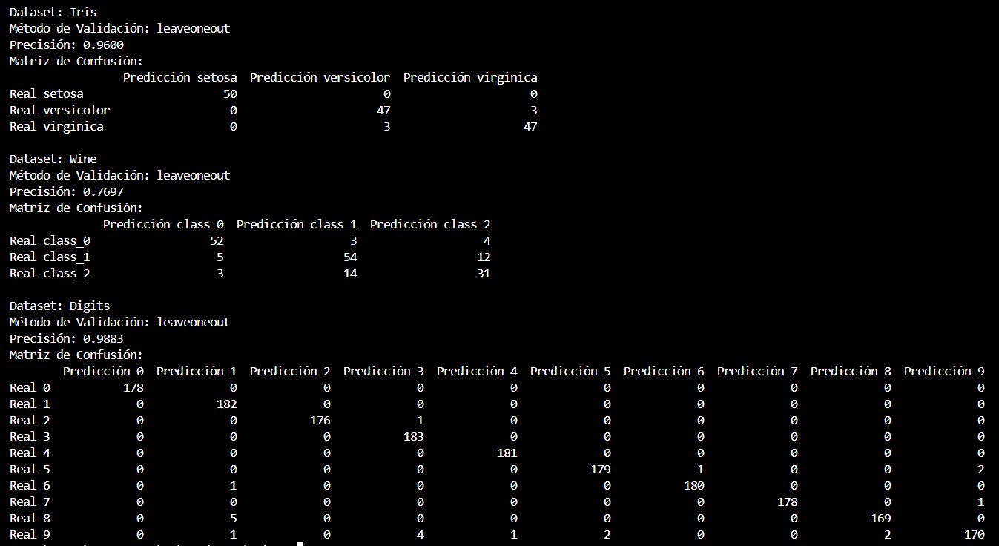 Dataset: Iris
Método de Validación: leaveoneout
Precisión: 0.9600
Matriz de Confusión:
Predicción setosa Predicción versicolor Predicción virginica
Real setosa 50 0 0
Real versicolor 0 47 3
Real virginica 0 3 47
Dataset: Wine
Método de Validación: leaveoneout
Precisión: 0.7697
Matriz de Confusión:
Predicción class_0 Predicción class_1 Predicción class_2
Real class_0 52 3 4
Real class_1 5 54 12
Real class_2 3 14 31
Dataset: Digits
Método de Validación: leaveoneout
Precisión: 0.9883
Matriz de Confusión:
Predicción 0 Predicción 1 Predicción 2 Predicción 3 Predicción 4 Predicción 5 Predicción 6 Predicción 7 Predicción 8 Predicción 9
Real 0 178 0 0 0 0 0 0 0 0 0
Real 1 0 182 0 0 0 0 0 0 0 0
Real 2 0 0 176 1 0 0 0 0 0 0
Real 3 0 0 0 183 0 0 0 0 0 0
Real 4 0 0 0 0 181 0 0 0 0 0
Real 5 0 0 0 0 0 179 1 0 0 2
Real 6 0 1 0 0 0 0 180 0 0 0
Real 7 0 0 0 0 0 0 0 178 0 1
Real 8 0 5 0 0 0 0 0 0 169 0
Real 9 0 1 0 4 1 2 0 0 2 170